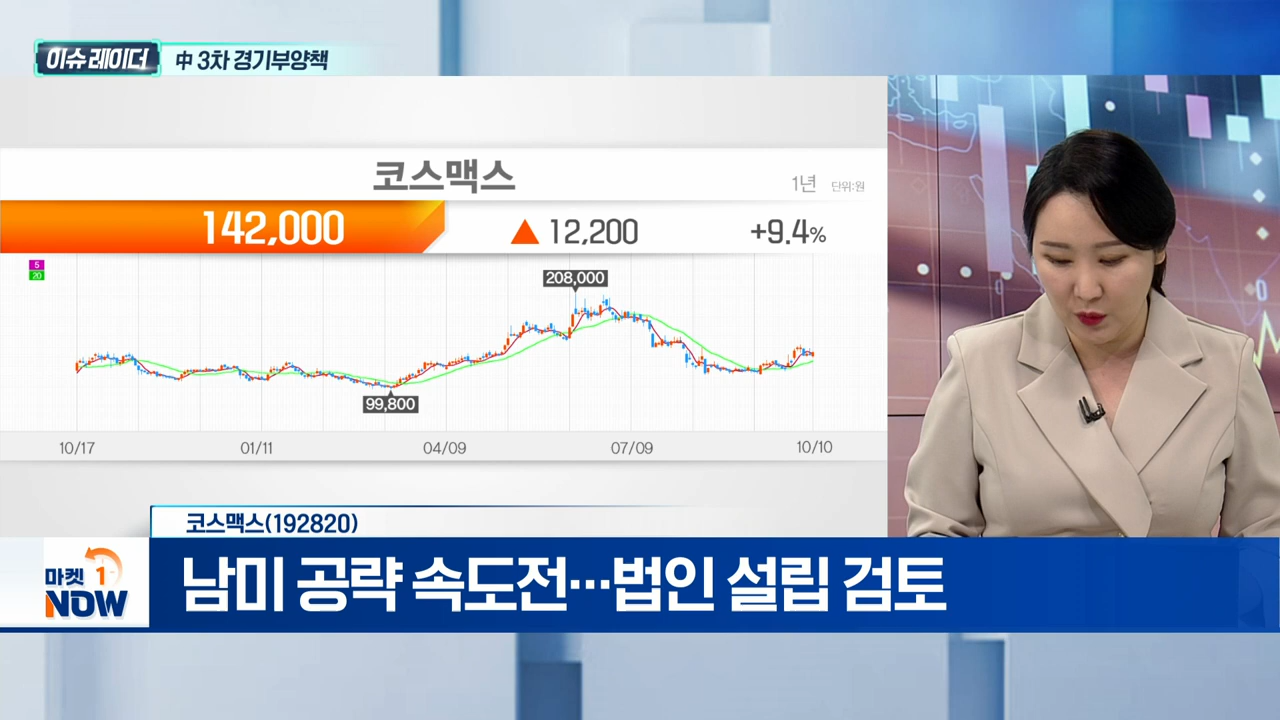 이슈 레이더 中 3차 경기부양책
코스맥스
1년 단위:원
142,000 ▲ 12,200 +9.4%
5
20
208,000
99,800
10/17 01/11 04/09 07/09 10/10
코스맥스(192820)
마켓 1
NOW
남미 공략 속도전…법인 설립 검토